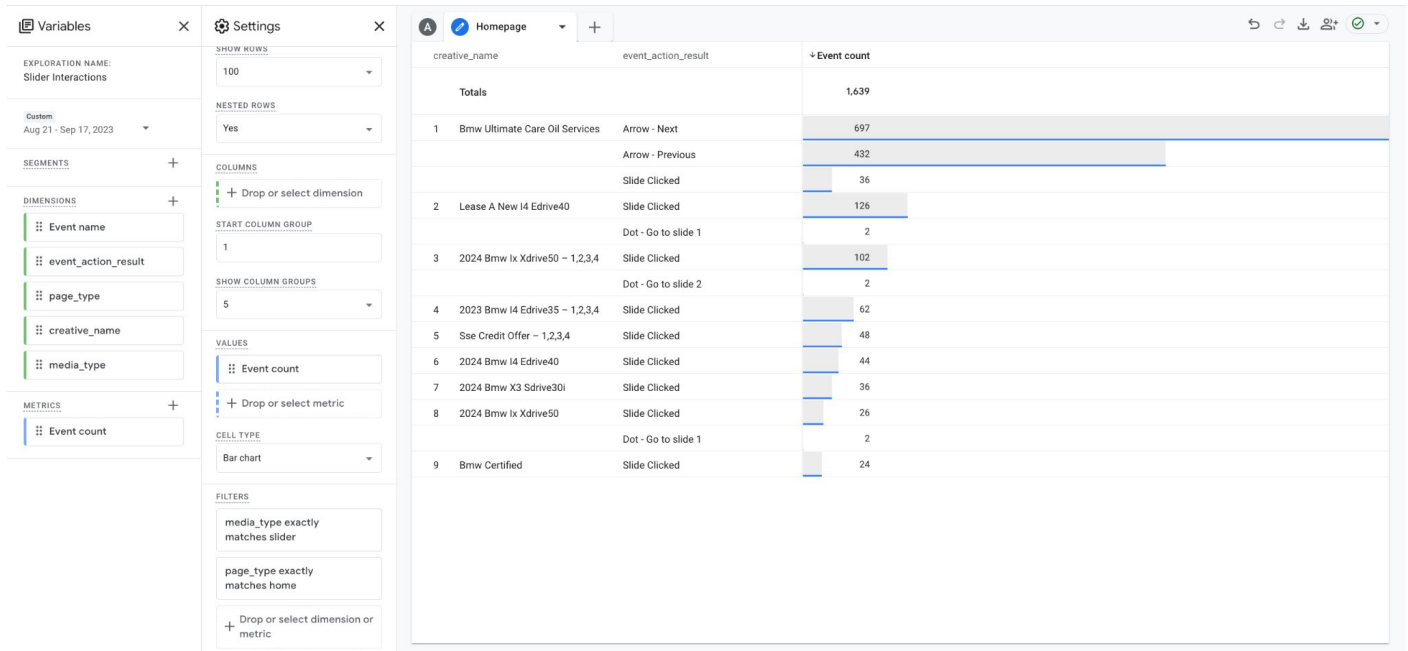 Variables
EXPLORATION NAME:
Slider Interactions
Custom
Aug 21 - Sep 17, 2023
SEGMENTS
DIMENSIONS
Event name
event_action_result
page_type
creative_name
media_type
METRICS
Event count
Settings
SHOW ROWS
100
NESTED ROWS
Yes
COLUMNS
Drop or select dimension
START COLUMN GROUP
1
SHOW COLUMN GROUPS
5
VALUES
Event count
Drop or select metric
CELL TYPE
Bar chart
FILTERS
media_type exactly
matches slider
page_type exactly
matches home
Drop or select dimension or
metric
A Homepage
creative_name event_action_result Event count
Totals 1,639
1 Bmw Ultimate Care Oil Services Arrow - Next 697
Arrow - Previous 432
Slide Clicked 36
2 Lease A New I4 Edrive40 Slide Clicked 126
Dot - Go to slide 1 2
3 2024 Bmw Ix Xdrive50 – 1,2,3,4 Slide Clicked 102
Dot - Go to slide 2 2
4 2023 Bmw I4 Edrive35 – 1,2,3,4 Slide Clicked 62
5 Sse Credit Offer – 1,2,3,4 Slide Clicked 48
6 2024 Bmw I4 Edrive40 Slide Clicked 44
7 2024 Bmw X3 Sdrive30i Slide Clicked 36
8 2024 Bmw Ix Xdrive50 Slide Clicked 26
Dot - Go to slide 1 2
9 Bmw Certified Slide Clicked 24